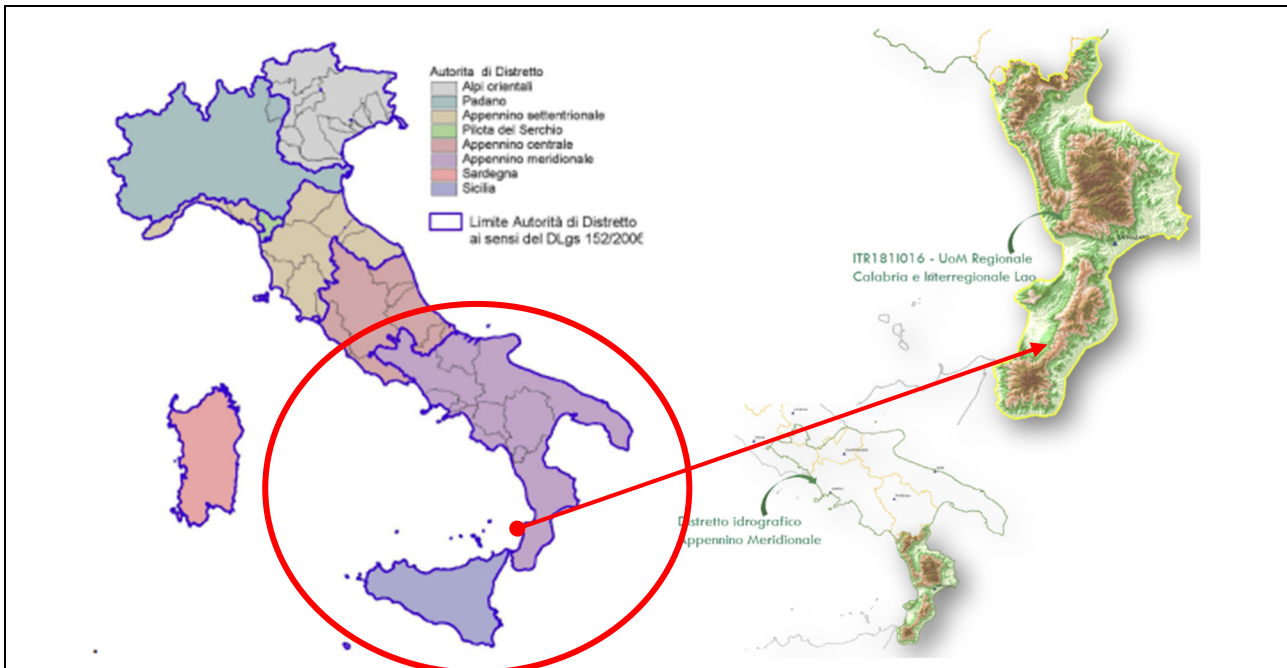 Autorita di Distretto
Alpi orientali
Padano
Appennino settentrionale
Pilota del Serchio
Appennino centrale
Appennino meridionale
Sardegna
Sicilia
Limite Autorità di Distretto
ai sensi del DLgs 152/2006
ITR181I016 - UoM Regionale
Calabria e Interregionale Lao
Distretto idrografico
Appennino Meridionale